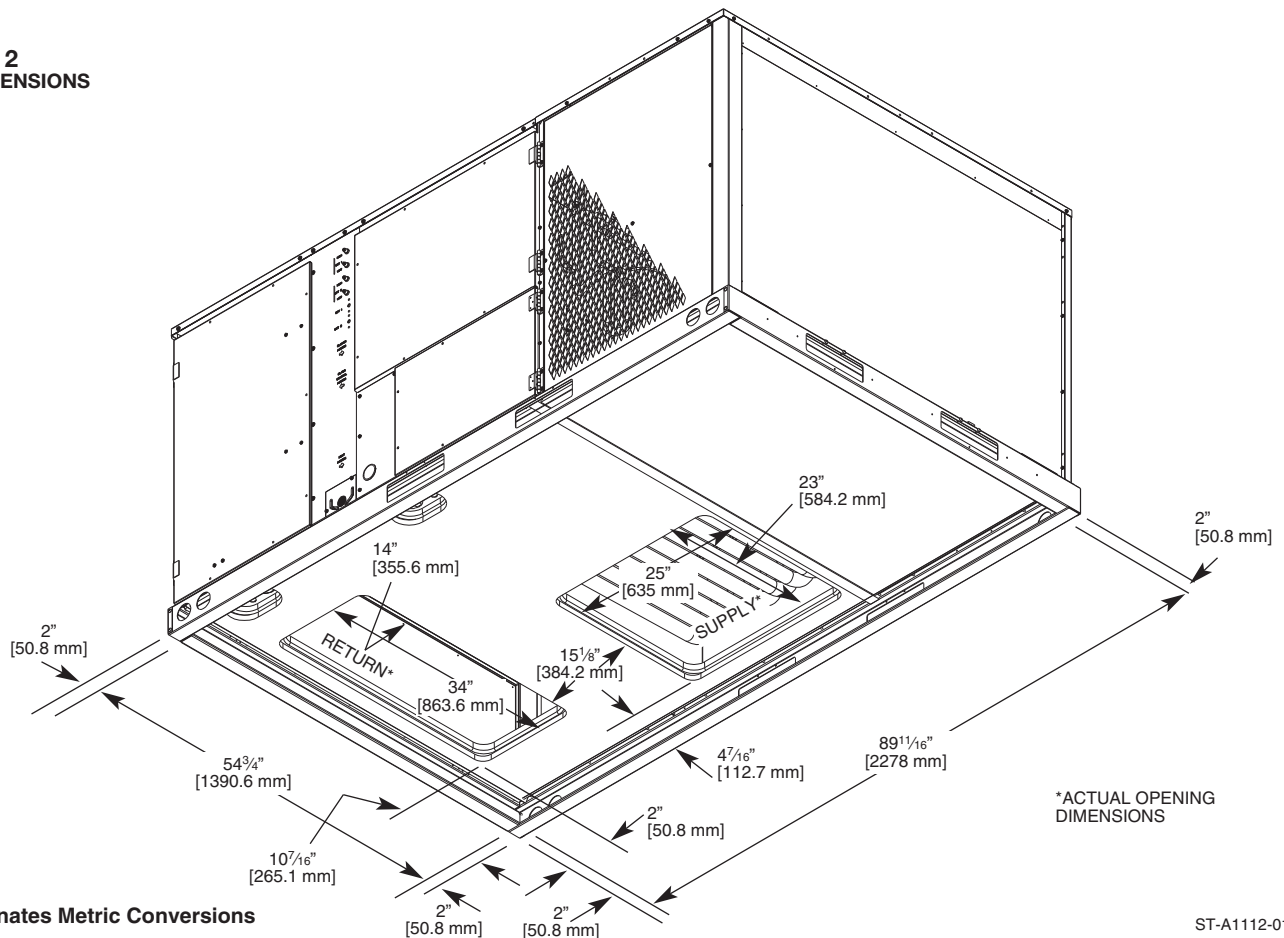 2
ENSIONS
23”
[584.2 mm]
2”
[50.8 mm]
14”
[355.6 mm]
25”
[635 mm]
SUPPLY*
2”
[50.8 mm]
RETURN*
15⅛”
[384.2 mm]
34”
[863.6 mm]
54¾”
[1390.6 mm]
4⁷⁄₁₆”
[112.7 mm]
89¹¹⁄₁₆”
[2278 mm]
*ACTUAL OPENING
DIMENSIONS
2”
[50.8 mm]
10⁷⁄₁₆”
[265.1 mm]
2”
[50.8 mm]
2”
[50.8 mm]
nates Metric Conversions
ST-A1112-01